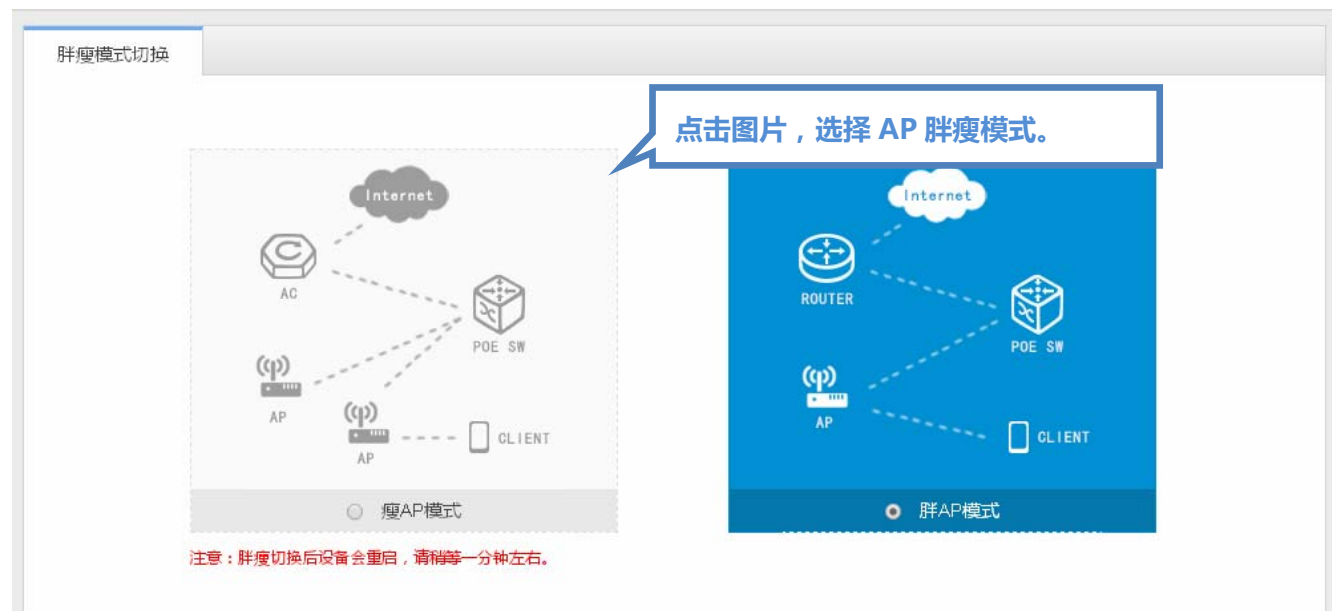 胖瘦模式切换
点击图片，选择 AP 胖瘦模式。
Internet
AC
POE SW
AP
AP
CLIENT
瘦AP模式
Internet
ROUTER
POE SW
AP
CLIENT
胖AP模式
注意：胖瘦切换后设备会重启，请稍等一分钟左右。